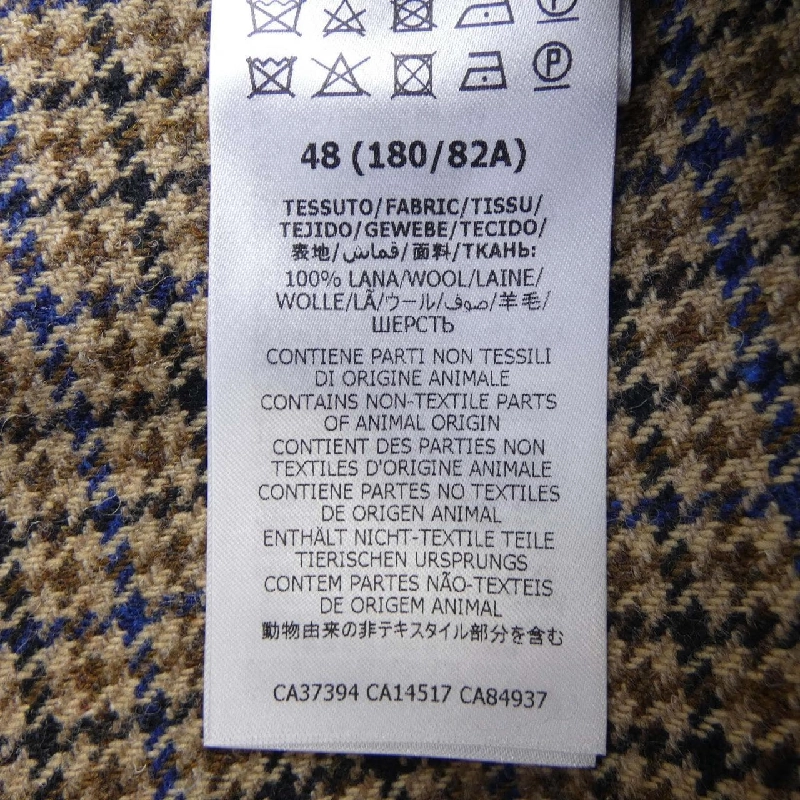 48 (180/82A)
TESSUTO/FABRIC/TISSU/
TEJIDO/GEWEBE/TECIDO/
表地/قماش/面料/ТКАНЬ:
100% LANA/WOOL/LAINE/
WOLLE/LÃ/ウール/صوف/羊毛/
ШЕРСТЬ
CONTIENE PARTI NON TESSILI
DI ORIGINE ANIMALE
CONTAINS NON-TEXTILE PARTS
OF ANIMAL ORIGIN
CONTIENT DES PARTIES NON
TEXTILES D'ORIGINE ANIMALE
CONTIENE PARTES NO TEXTILES
DE ORIGEN ANIMAL
ENTHÄLT NICHT-TEXTILE TEILE
TIERISCHEN URSPRUNGS
CONTEM PARTES NÃO-TEXTEIS
DE ORIGEM ANIMAL
動物由来の非テキスタイル部分を含む
CA37394 CA14517 CA84937